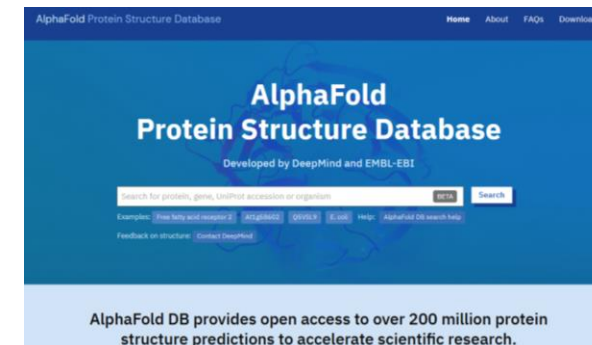 AlphaFold Protein Structure Database
Home About FAQs
AlphaFold
Protein Structure Database
Developed by DeepMind and EMBL-EBI
Search for protein, gene, UniProt accession or organism BETA Search
Examples: Free fatty acid receptor 2 At1g58602 Q5VSL9 E. coli Help: AlphaFold DB search help
Feedback on structure: Contact DeepMind
AlphaFold DB provides open access to over 200 million protein
structure predictions to accelerate scientific research.